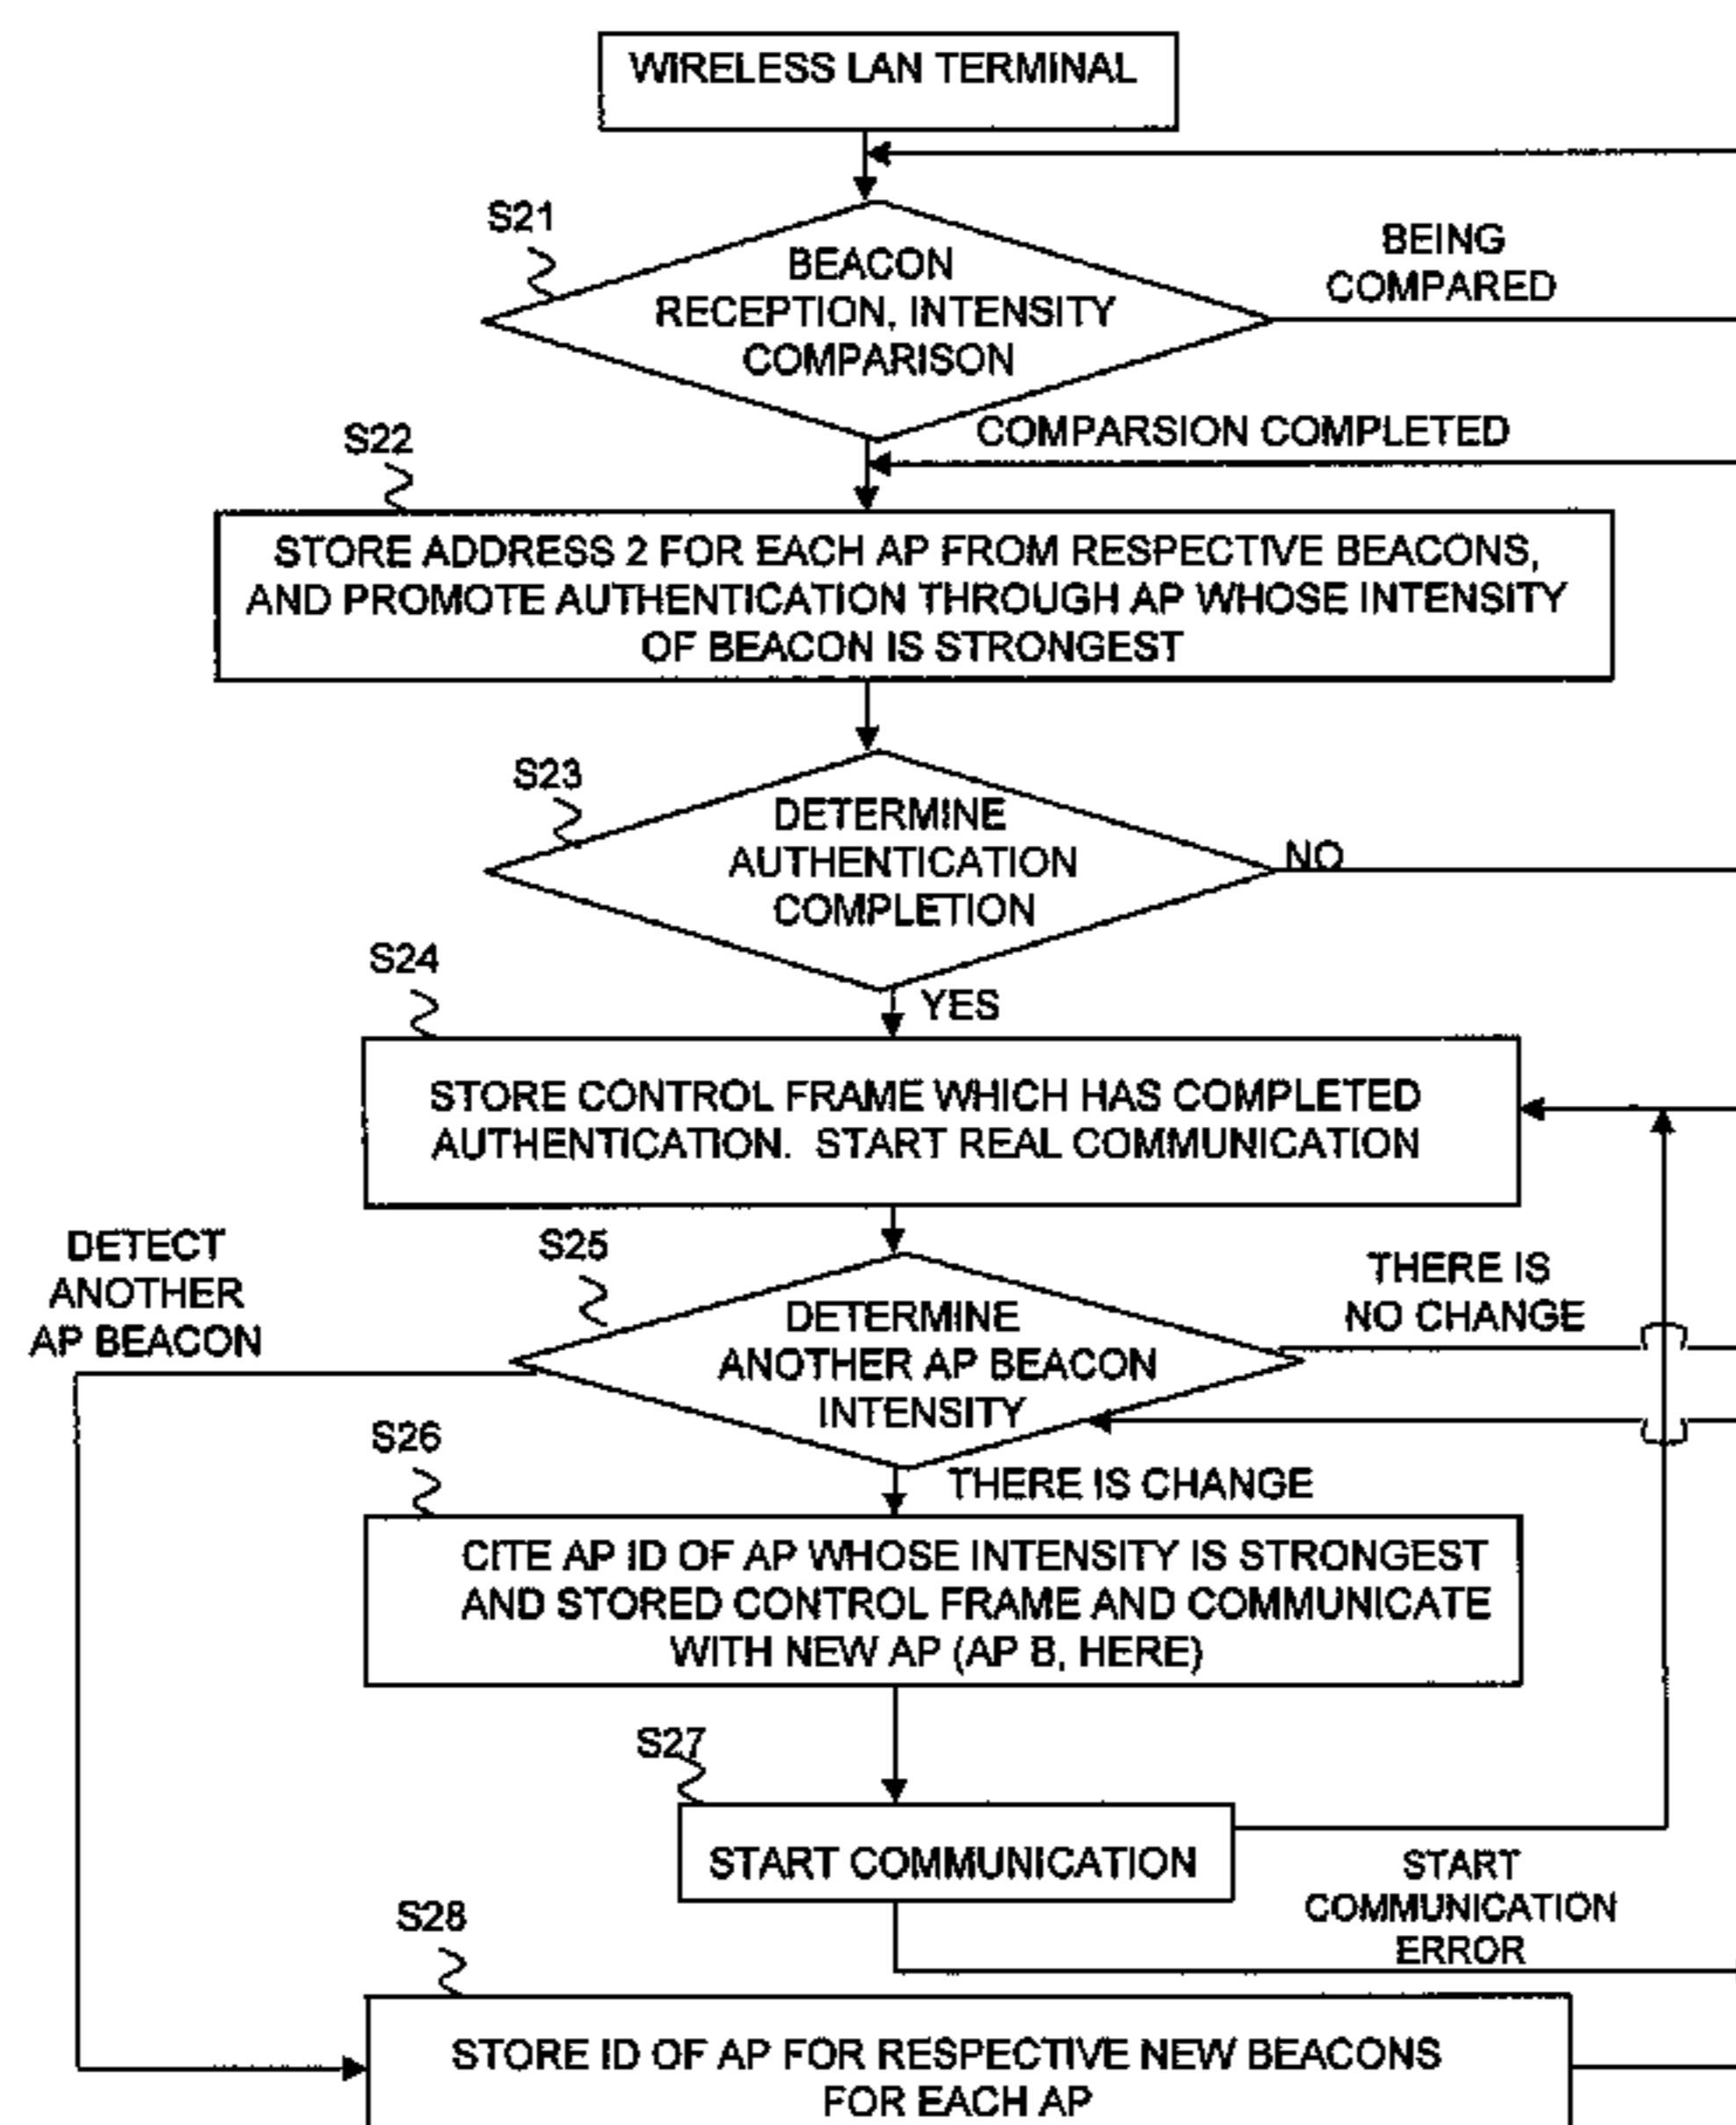 WIRELESS LAN TERMINAL
S21
BEACON
RECEPTION, INTENSITY
COMPARISON
BEING
COMPARED
COMPARSION COMPLETED
S22
STORE ADDRESS 2 FOR EACH AP FROM RESPECTIVE BEACONS,
AND PROMOTE AUTHENTICATION THROUGH AP WHOSE INTENSITY
OF BEACON IS STRONGEST
S23
DETERMINE
AUTHENTICATION
COMPLETION
NO
YES
S24
STORE CONTROL FRAME WHICH HAS COMPLETED
AUTHENTICATION. START REAL COMMUNICATION
DETECT
ANOTHER
AP BEACON
S25
DETERMINE
ANOTHER AP BEACON
INTENSITY
THERE IS
NO CHANGE
THERE IS CHANGE
S26
CITE AP ID OF AP WHOSE INTENSITY IS STRONGEST
AND STORED CONTROL FRAME AND COMMUNICATE
WITH NEW AP (AP B, HERE)
S27
START COMMUNICATION
START
COMMUNICATION
ERROR
S28
STORE ID OF AP FOR RESPECTIVE NEW BEACONS
FOR EACH AP